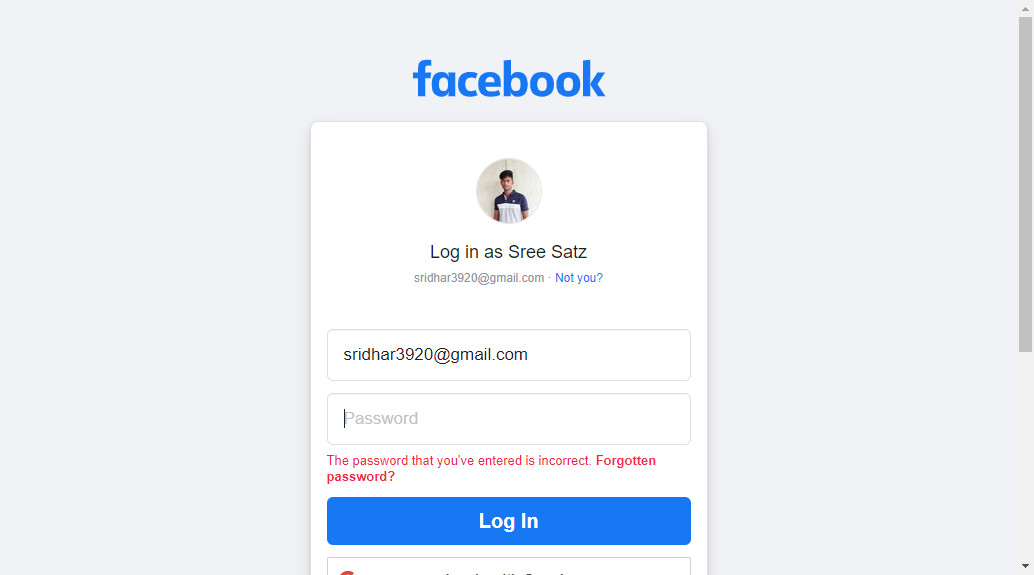 facebook
Log in as Sree Satz
sridhar3920@gmail.com · Not you?
sridhar3920@gmail.com
Password
The password that you've entered is incorrect. Forgotten
password?
Log In